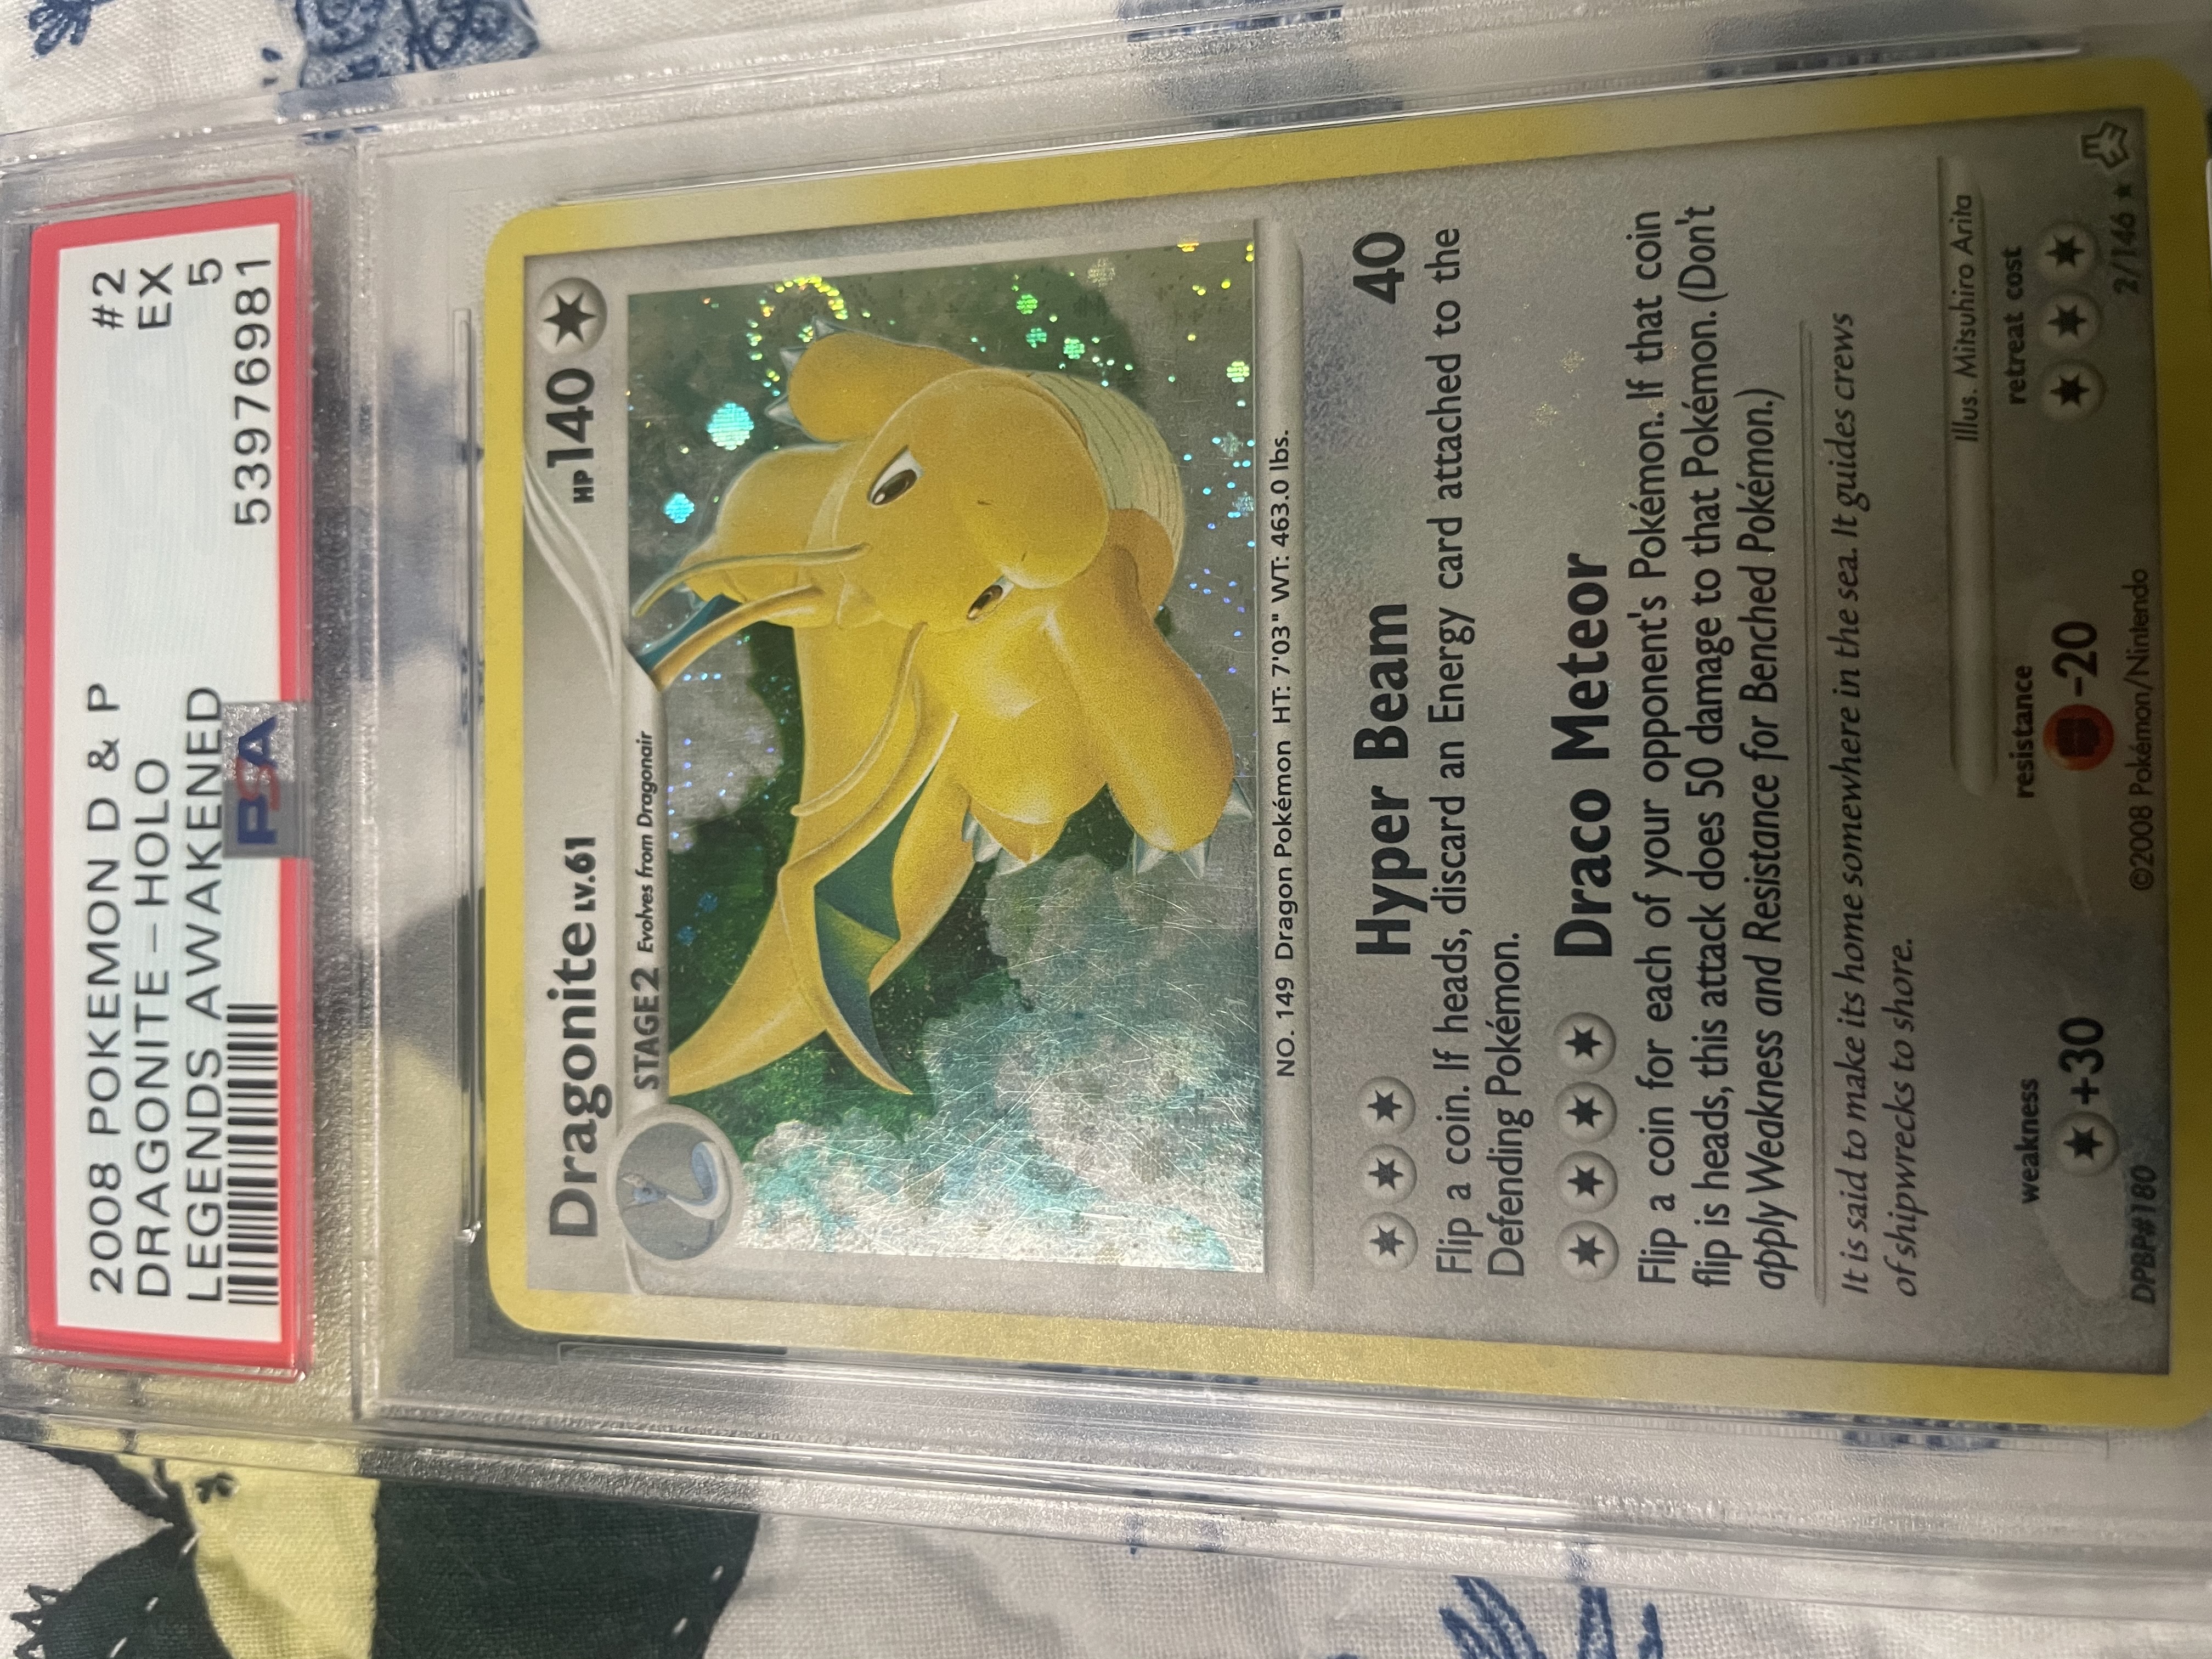 2008 POKEMON D & P #2
DRAGONITE – HOLO EX
LEGENDS AWAKENED 5
PSA 53976981
Dragonite LV.61 HP 140
STAGE2 Evolves from Dragonair
NO. 149 Dragon Pokémon HT: 7'03" WT: 463.0 lbs.
Hyper Beam 40
Flip a coin. If heads, discard an Energy card attached to the
Defending Pokémon.
Draco Meteor
Flip a coin for each of your opponent's Pokémon. If that coin
flip is heads, this attack does 50 damage to that Pokémon. (Don't
apply Weakness and Resistance for Benched Pokémon.)
It is said to make its home somewhere in the sea. It guides crews
of shipwrecks to shore.
Illus. Mitsuhiro Arita
weakness resistance retreat cost
+30 -20
DPBP#180 ©2008 Pokémon/Nintendo 2/146 ★